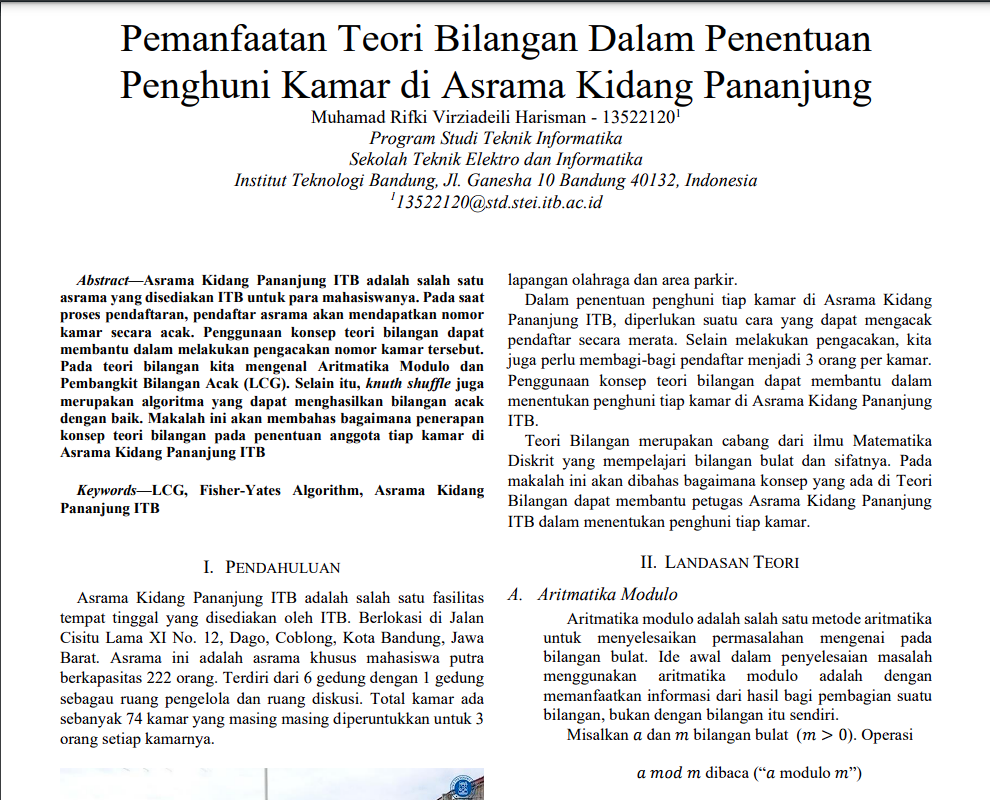 Pemanfaatan Teori Bilangan Dalam Penentuan
Penghuni Kamar di Asrama Kidang Pananjung
Muhamad Rifki Virziadeili Harisman - 13522120¹
Program Studi Teknik Informatika
Sekolah Teknik Elektro dan Informatika
Institut Teknologi Bandung, Jl. Ganesha 10 Bandung 40132, Indonesia
¹13522120@std.stei.itb.ac.id
Abstract—Asrama Kidang Pananjung ITB adalah salah satu
asrama yang disediakan ITB untuk para mahasiswanya. Pada saat
proses pendaftaran, pendaftar asrama akan mendapatkan nomor
kamar secara acak. Penggunaan konsep teori bilangan dapat
membantu dalam melakukan pengacakan nomor kamar tersebut.
Pada teori bilangan kita mengenal Aritmatika Modulo dan
Pembangkit Bilangan Acak (LCG). Selain itu, knuth shuffle juga
merupakan algoritma yang dapat menghasilkan bilangan acak
dengan baik. Makalah ini akan membahas bagaimana penerapan
konsep teori bilangan pada penentuan anggota tiap kamar di
Asrama Kidang Pananjung ITB
Keywords—LCG, Fisher-Yates Algorithm, Asrama Kidang
Pananjung ITB
I. PENDAHULUAN
Asrama Kidang Pananjung ITB adalah salah satu fasilitas
tempat tinggal yang disediakan oleh ITB. Berlokasi di Jalan
Cisitu Lama XI No. 12, Dago, Coblong, Kota Bandung, Jawa
Barat. Asrama ini adalah asrama khusus mahasiswa putra
berkapasitas 222 orang. Terdiri dari 6 gedung dengan 1 gedung
sebagau ruang pengelola dan ruang diskusi. Total kamar ada
sebanyak 74 kamar yang masing masing diperuntukkan untuk 3
orang setiap kamarnya.
lapangan olahraga dan area parkir.
Dalam penentuan penghuni tiap kamar di Asrama Kidang
Pananjung ITB, diperlukan suatu cara yang dapat mengacak
pendaftar secara merata. Selain melakukan pengacakan, kita
juga perlu membagi-bagi pendaftar menjadi 3 orang per kamar.
Penggunaan konsep teori bilangan dapat membantu dalam
menentukan penghuni tiap kamar di Asrama Kidang Pananjung
ITB.
Teori Bilangan merupakan cabang dari ilmu Matematika
Diskrit yang mempelajari bilangan bulat dan sifatnya. Pada
makalah ini akan dibahas bagaimana konsep yang ada di Teori
Bilangan dapat membantu petugas Asrama Kidang Pananjung
ITB dalam menentukan penghuni tiap kamar.
II. LANDASAN TEORI
A. Aritmatika Modulo
Aritmatika modulo adalah salah satu metode aritmatika
untuk menyelesaikan permasalahan mengenai pada
bilangan bulat. Ide awal dalam penyelesaian masalah
menggunakan aritmatika modulo adalah dengan
memanfaatkan informasi dari hasil bagi pembagian suatu
bilangan, bukan dengan bilangan itu sendiri.
Misalkan a dan m bilangan bulat (m > 0). Operasi
a mod m dibaca (“a modulo m”)